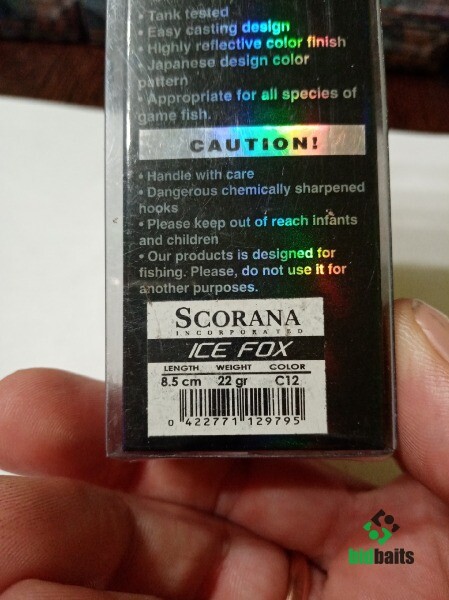 • Tank tested
• Easy casting design
• Highly reflective color finish
• Japanese design color
pattern
• Appropriate for all species of
game fish.
CAUTION!
• Handle with care
• Dangerous chemically sharpened
hooks
• Please keep out of reach infants
and children
• Our products is designed for
fishing. Please, do not use it for
another purposes.
SCORANA
INCORPORATED
ICE FOX
LENGTH WEIGHT COLOR
8.5 cm 22 gr C12
0 422771 129795
bidbaits